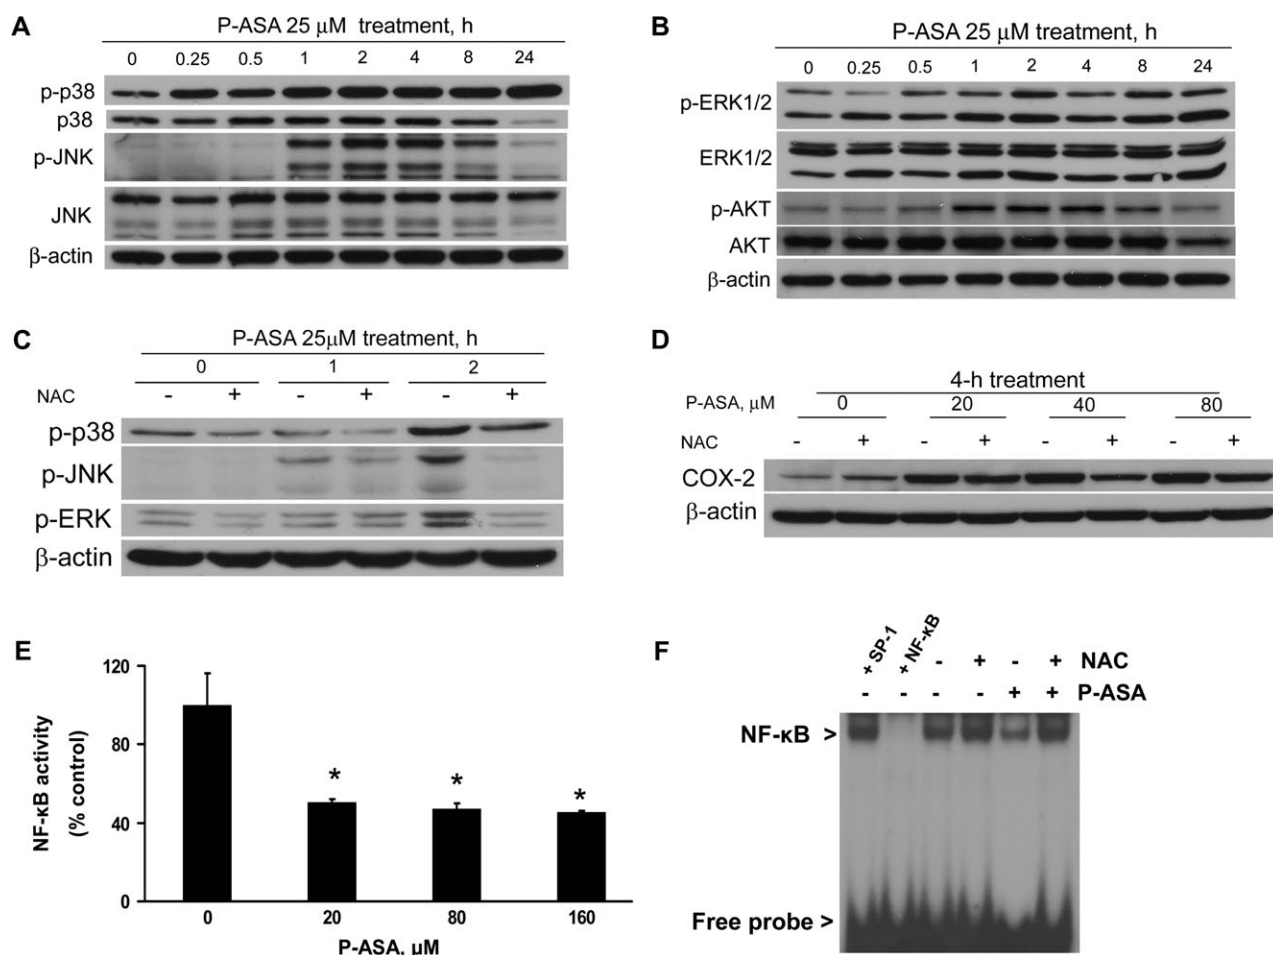 A
P-ASA 25 μM treatment, h
0 0.25 0.5 1 2 4 8 24
p-p38
p38
p-JNK
JNK
β-actin
B
P-ASA 25 μM treatment, h
0 0.25 0.5 1 2 4 8 24
p-ERK1/2
ERK1/2
p-AKT
AKT
β-actin
C
P-ASA 25μM treatment, h
0 1 2
NAC - + - + - +
p-p38
p-JNK
p-ERK
β-actin
D
4-h treatment
P-ASA, μM 0 20 40 80
NAC - + - + - + - +
COX-2
β-actin
E
NF-κB activity
(% control)
120
80
40
0
* * *
0 20 80 160
P-ASA, μM
F
+ SP-1 + NF-κB - + - + NAC
- - - - + + P-ASA
NF-κB >
Free probe >